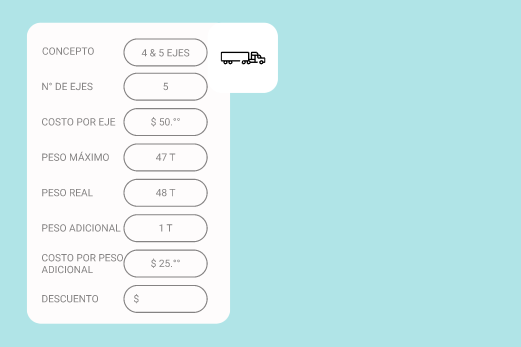 CONCEPTO 4 & 5 EJES
N° DE EJES 5
COSTO POR EJE $ 50.°°
PESO MÁXIMO 47 T
PESO REAL 48 T
PESO ADICIONAL 1 T
COSTO POR PESO
ADICIONAL $ 25.°°
DESCUENTO $